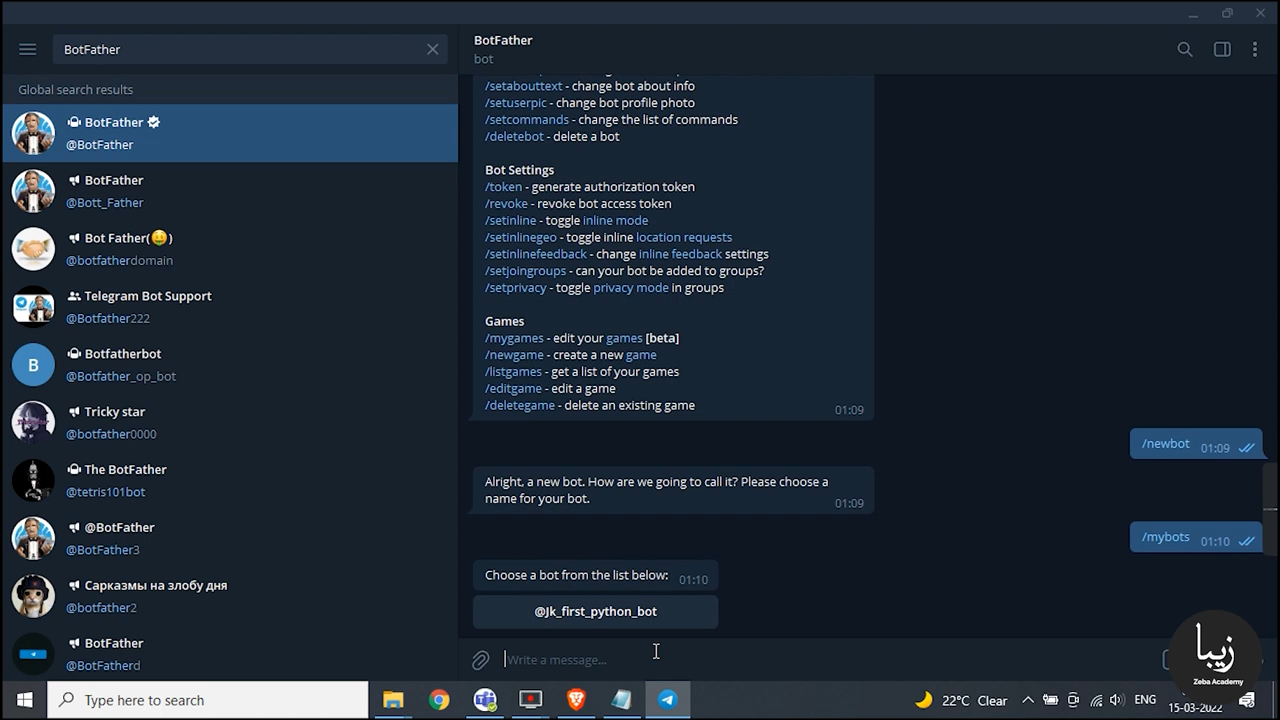 BotFather
Global search results
BotFather
@BotFather
BotFather
@Bott_Father
Bot Father(🤑)
@botfatherdomain
Telegram Bot Support
@Botfather222
B
Botfatherbot
@Botfather_op_bot
Tricky star
@botfather0000
The BotFather
@tetris101bot
@BotFather
@BotFather3
Сарказмы на злобу дня
@botfather2
BotFather
@BotFatherd
BotFather
bot
/setabouttext - change bot about info
/setuserpic - change bot profile photo
/setcommands - change the list of commands
/deletebot - delete a bot
Bot Settings
/token - generate authorization token
/revoke - revoke bot access token
/setinline - toggle inline mode
/setinlinegeo - toggle inline location requests
/setinlinefeedback - change inline feedback settings
/setjoingroups - can your bot be added to groups?
/setprivacy - toggle privacy mode in groups
Games
/mygames - edit your games [beta]
/newgame - create a new game
/listgames - get a list of your games
/editgame - edit a game
/deletegame - delete an existing game
01:09
/newbot 01:09
Alright, a new bot. How are we going to call it? Please choose a
name for your bot.
01:09
/mybots 01:10
Choose a bot from the list below: 01:10
@Jk_first_python_bot
Write a message...
زيبا
Zeba Academy
Type here to search
22°C Clear
ENG
15-03-2022